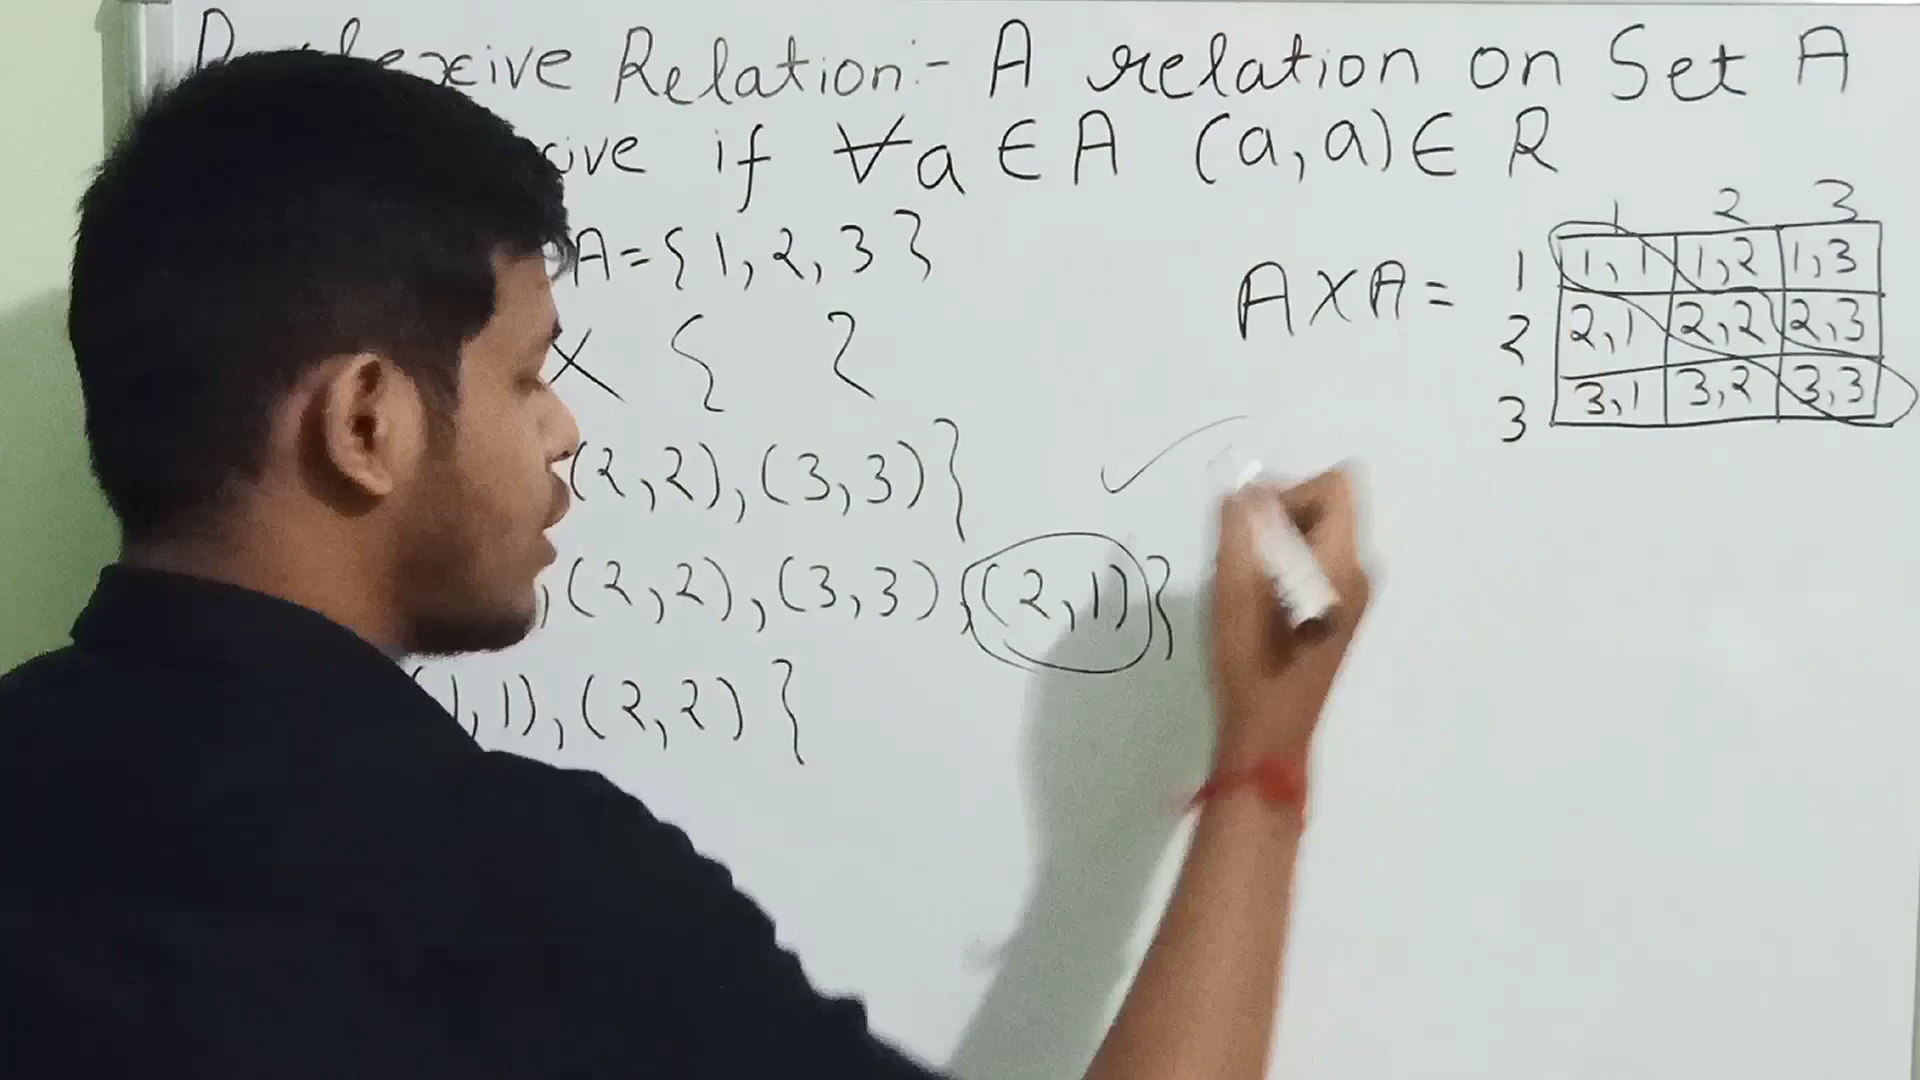 Relation:- A relation on Set A
if ∀a ∈ A (a, a) ∈ R
A = { 1, 2, 3 }
A X A =
1 2 3
1 1,1 1,2 1,3
2 2,1 2,2 2,3
3 3,1 3,2 3,3
X { }
(2,2), (3,3) }
, (2,2), (3,3), (2,1) }
1,1), (2,2) }